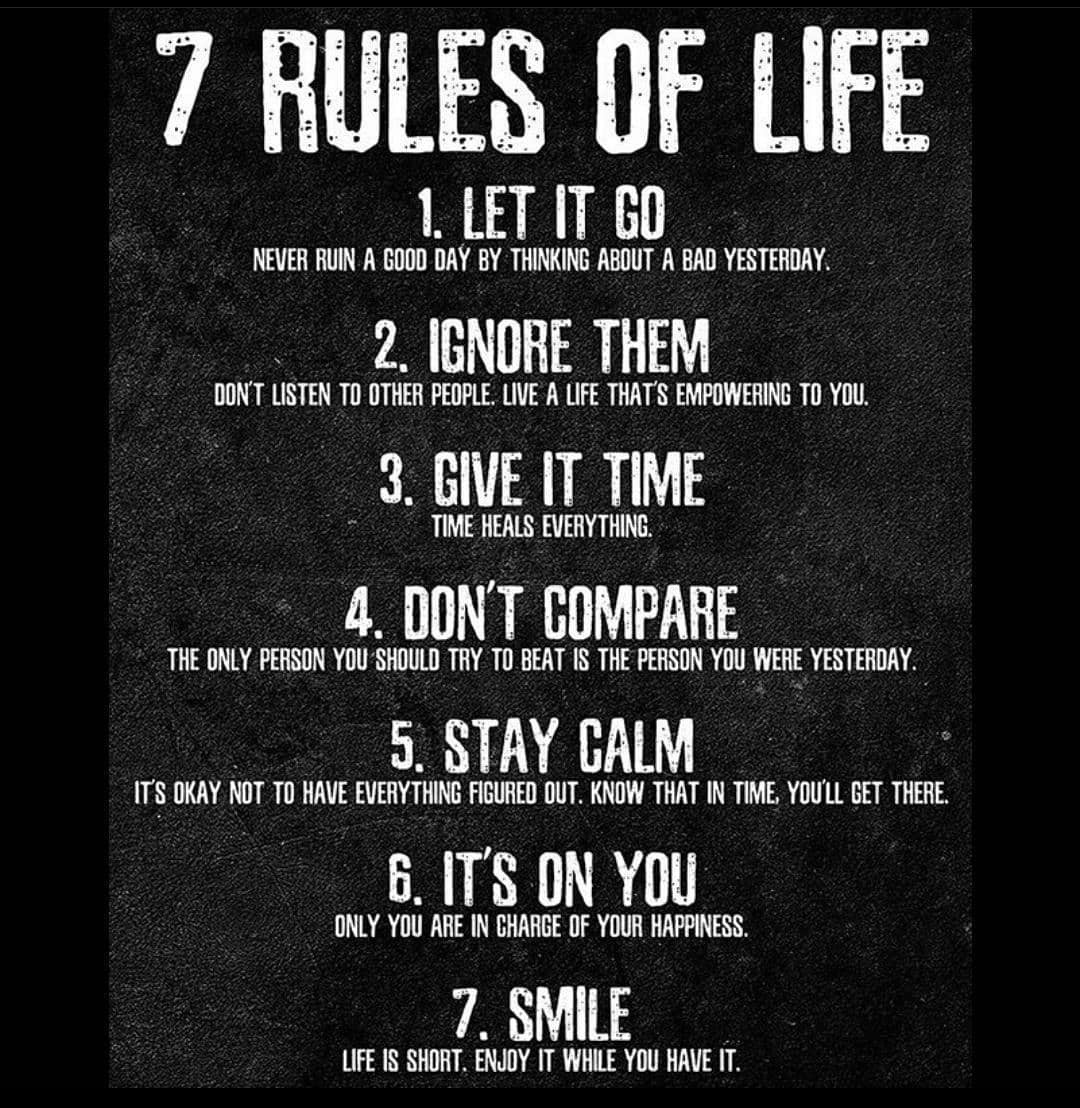 7 RULES OF LIFE
1. LET IT GO
NEVER RUIN A GOOD DAY BY THINKING ABOUT A BAD YESTERDAY.
2. IGNORE THEM
DON'T LISTEN TO OTHER PEOPLE. LIVE A LIFE THAT'S EMPOWERING TO YOU.
3. GIVE IT TIME
TIME HEALS EVERYTHING.
4. DON'T COMPARE
THE ONLY PERSON YOU SHOULD TRY TO BEAT IS THE PERSON YOU WERE YESTERDAY.
5. STAY CALM
IT'S OKAY NOT TO HAVE EVERYTHING FIGURED OUT. KNOW THAT IN TIME, YOU'LL GET THERE.
6. IT'S ON YOU
ONLY YOU ARE IN CHARGE OF YOUR HAPPINESS.
7. SMILE
LIFE IS SHORT. ENJOY IT WHILE YOU HAVE IT.